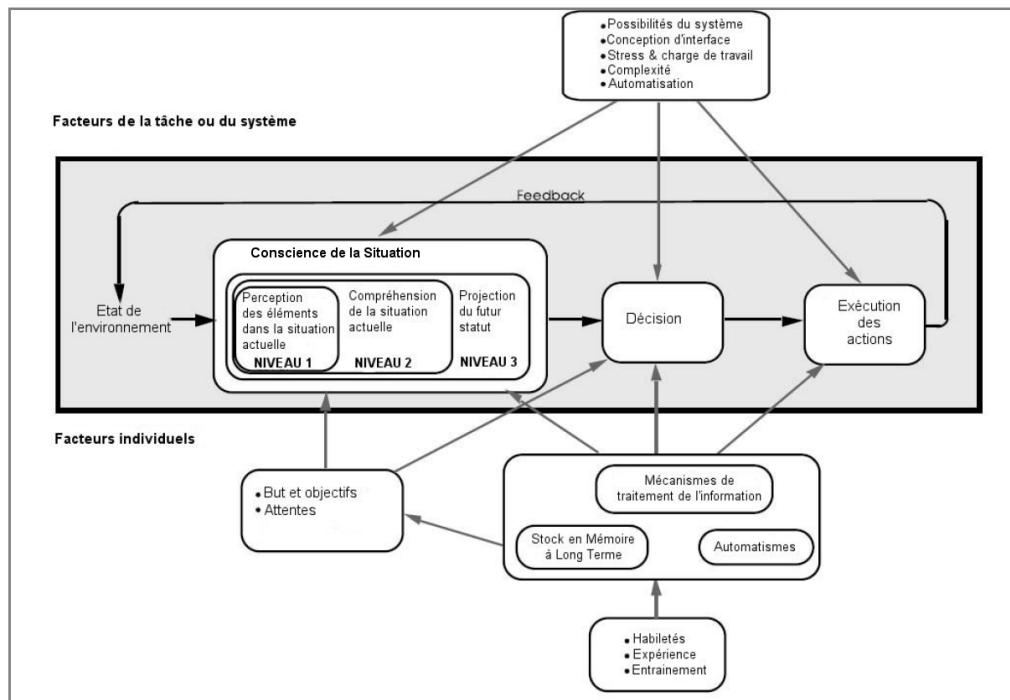 Possibilités du système
Conception d'interface
Stress & charge de travail
Complexité
Automatisation
Facteurs de la tâche ou du système
Feedback
Conscience de la Situation
Etat de
l'environnement
Perception
des éléments
dans la situation
actuelle
NIVEAU 1
Compréhension
de la situation
actuelle
NIVEAU 2
Projection
du futur
statut
NIVEAU 3
Décision
Exécution
des
actions
Facteurs individuels
But et objectifs
Attentes
Mécanismes de
traitement de l'information
Stock en Mémoire
à Long Terme
Automatismes
Habiletés
Expérience
Entrainement